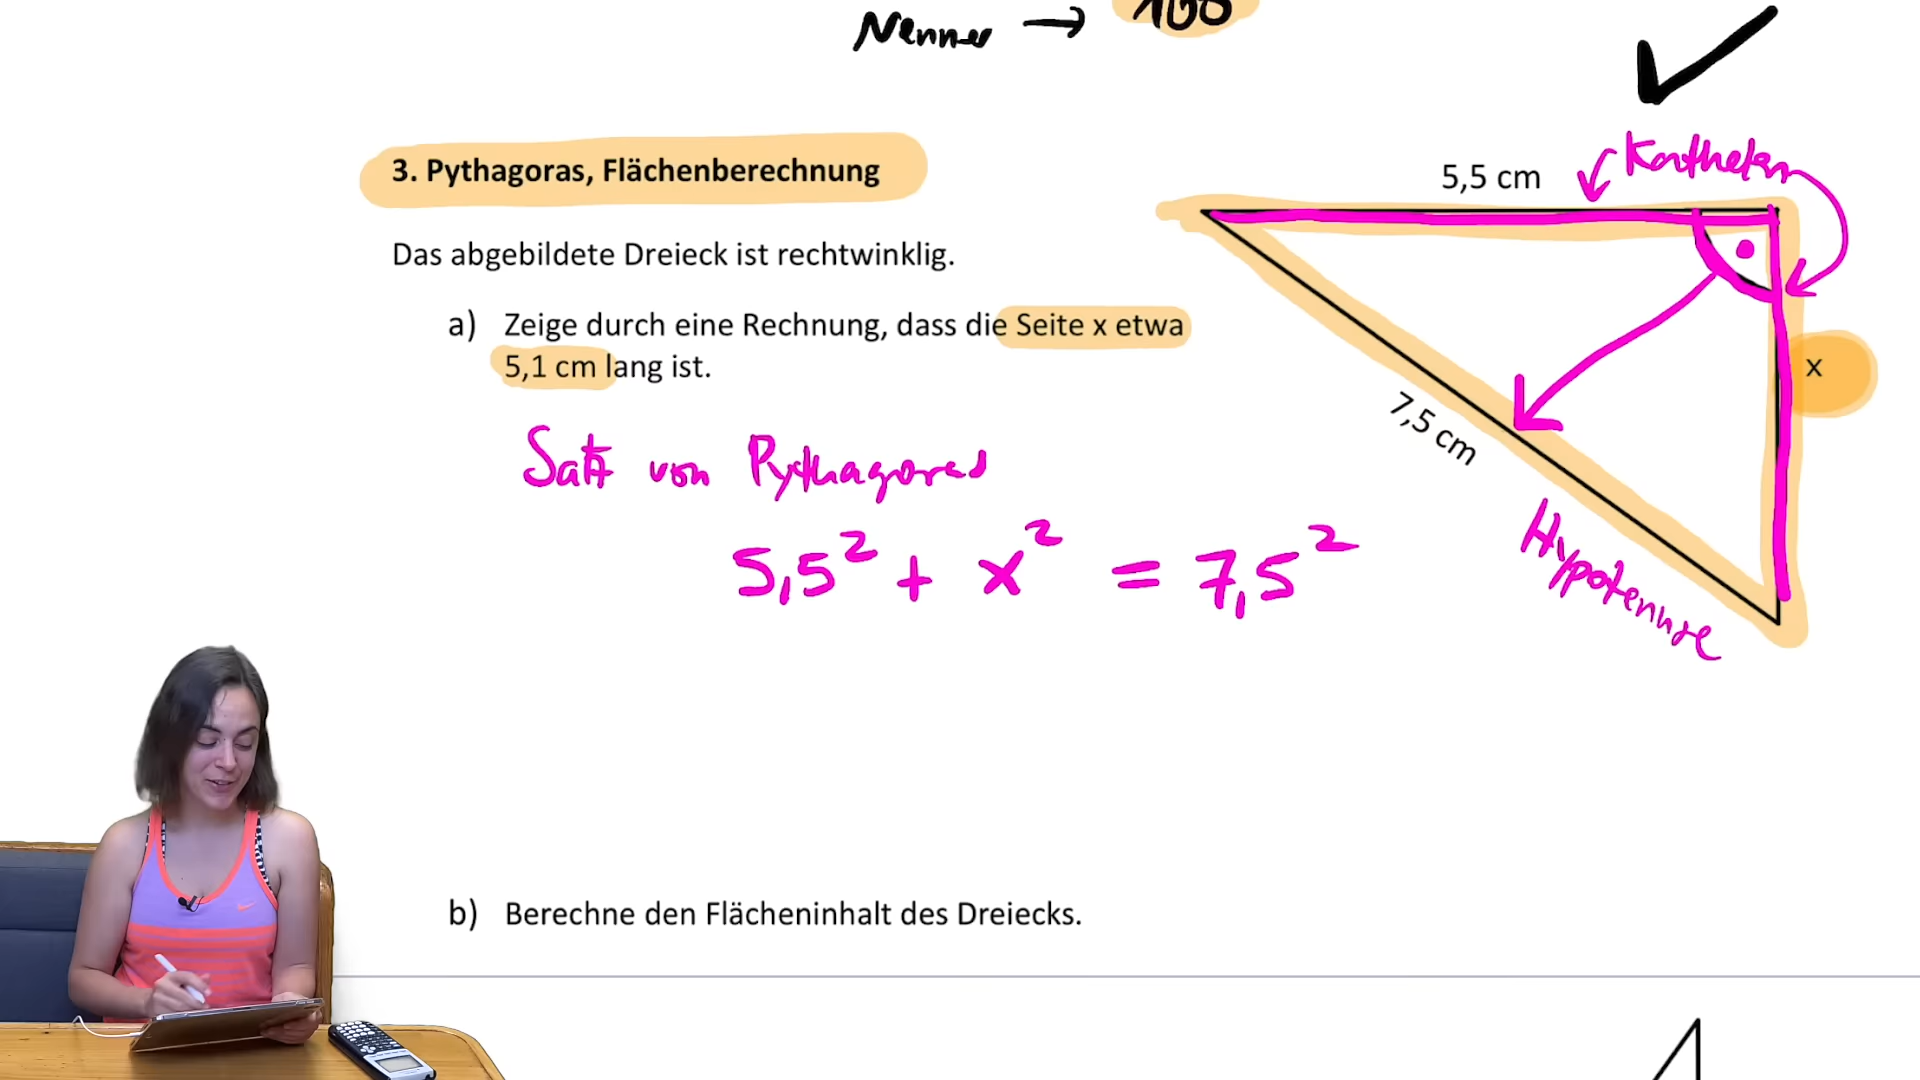 Nenner → 100
3. Pythagoras, Flächenberechnung
5,5 cm
Katheten
Das abgebildete Dreieck ist rechtwinklig.
a) Zeige durch eine Rechnung, dass die Seite x etwa
5,1 cm lang ist.
x
7,5 cm
Satz von Pythagoras
5,5² + x² = 7,5²
Hypotenuse
b) Berechne den Flächeninhalt des Dreiecks.